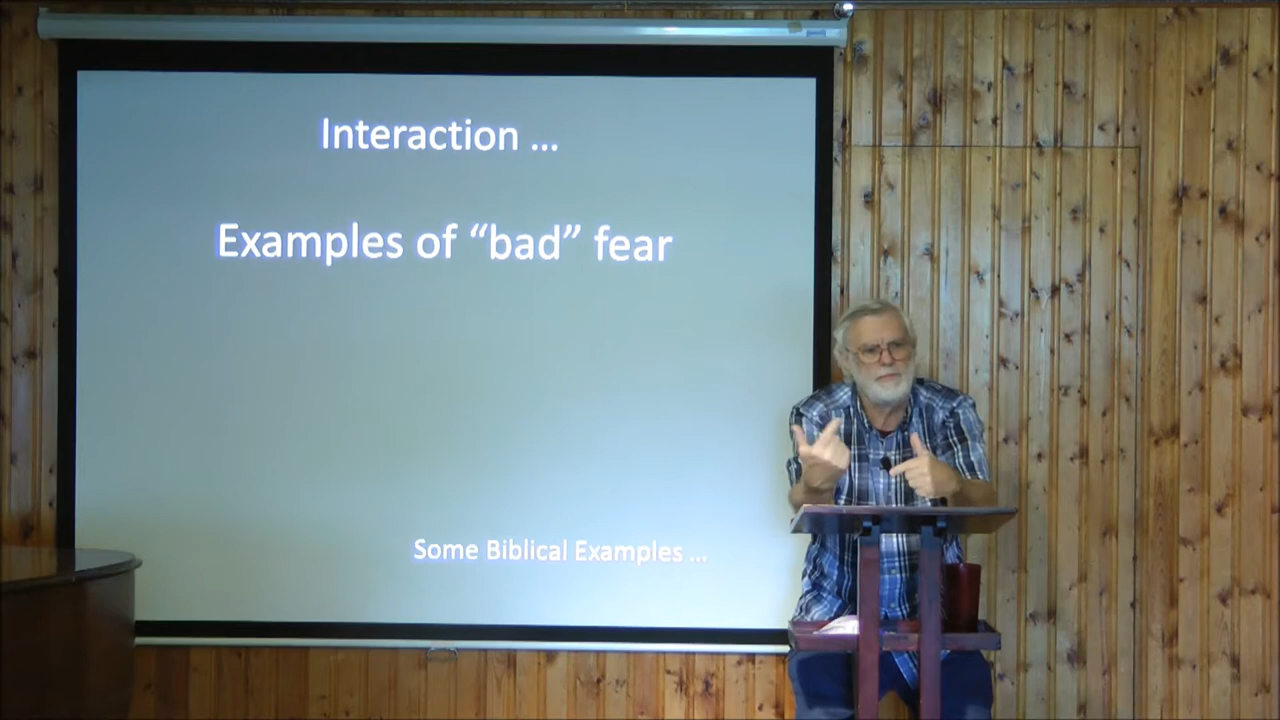 Interaction ...
Examples of “bad” fear
Some Biblical Examples ...